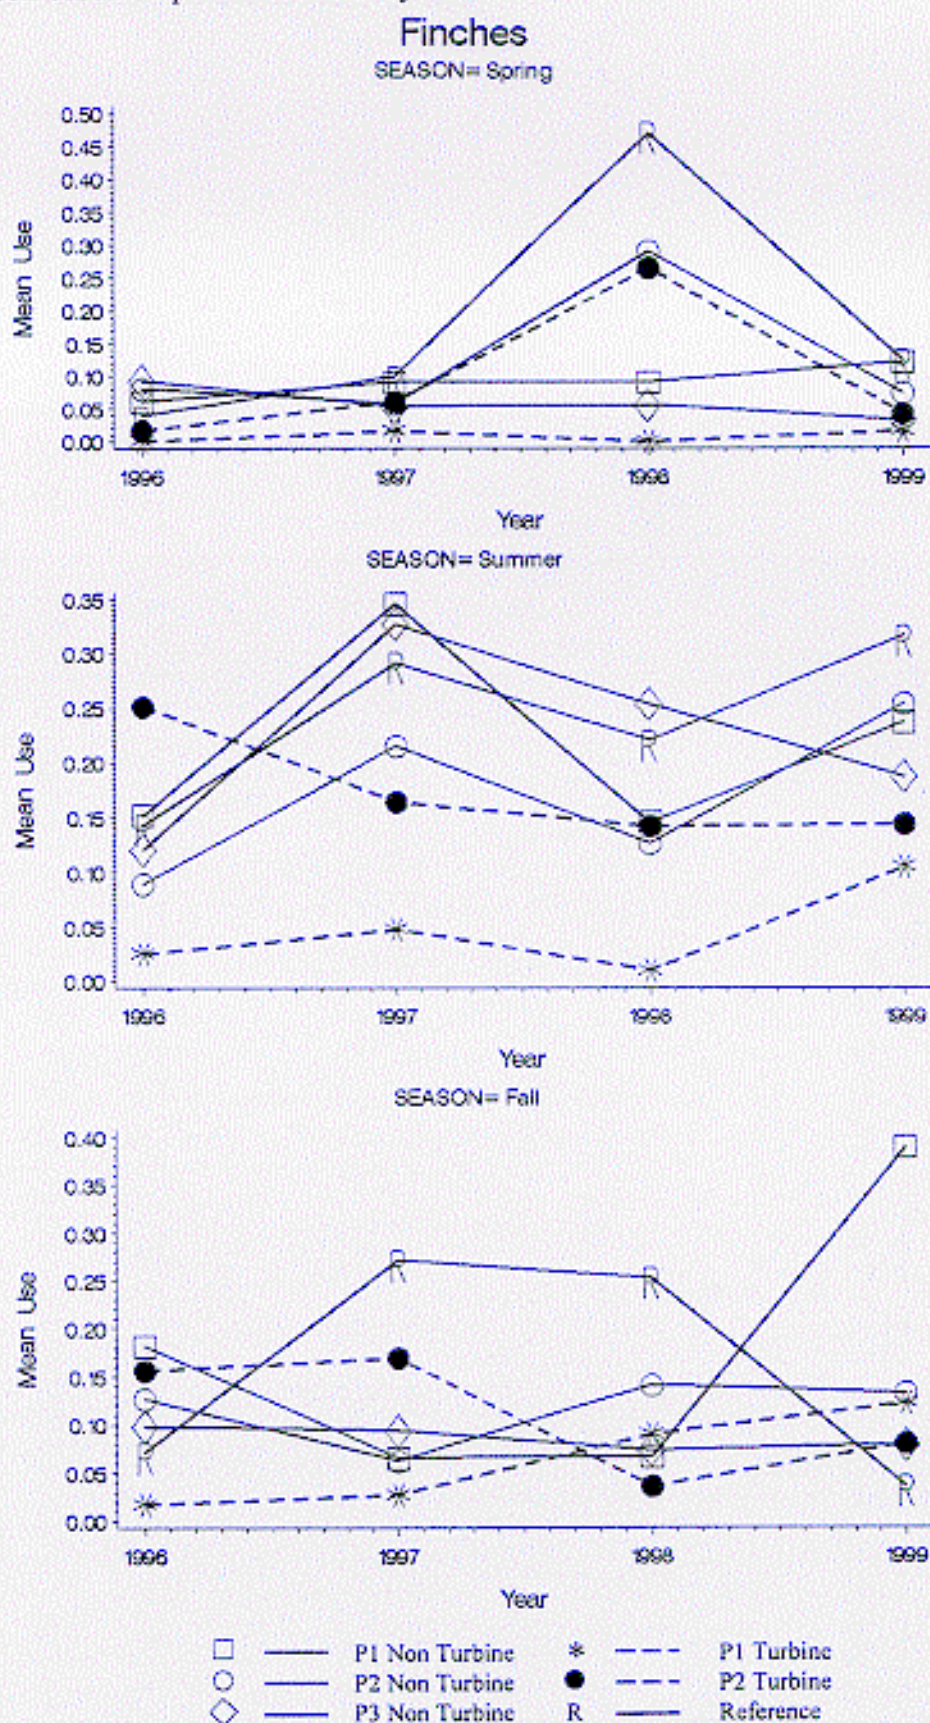 Finches
SEASON= Spring
0.50
0.45
0.40
0.35
0.30
0.25
0.20
0.15
0.10
0.05
0.00
Mean Use
1996 1997 1998 1999
Year
SEASON= Summer
0.35
0.30
0.25
0.20
0.15
0.10
0.05
0.00
Mean Use
1996 1997 1998 1999
Year
SEASON= Fall
0.40
0.35
0.30
0.25
0.20
0.15
0.10
0.05
0.00
Mean Use
1996 1997 1998 1999
Year
P1 Non Turbine * P1 Turbine
P2 Non Turbine P2 Turbine
P3 Non Turbine R Reference